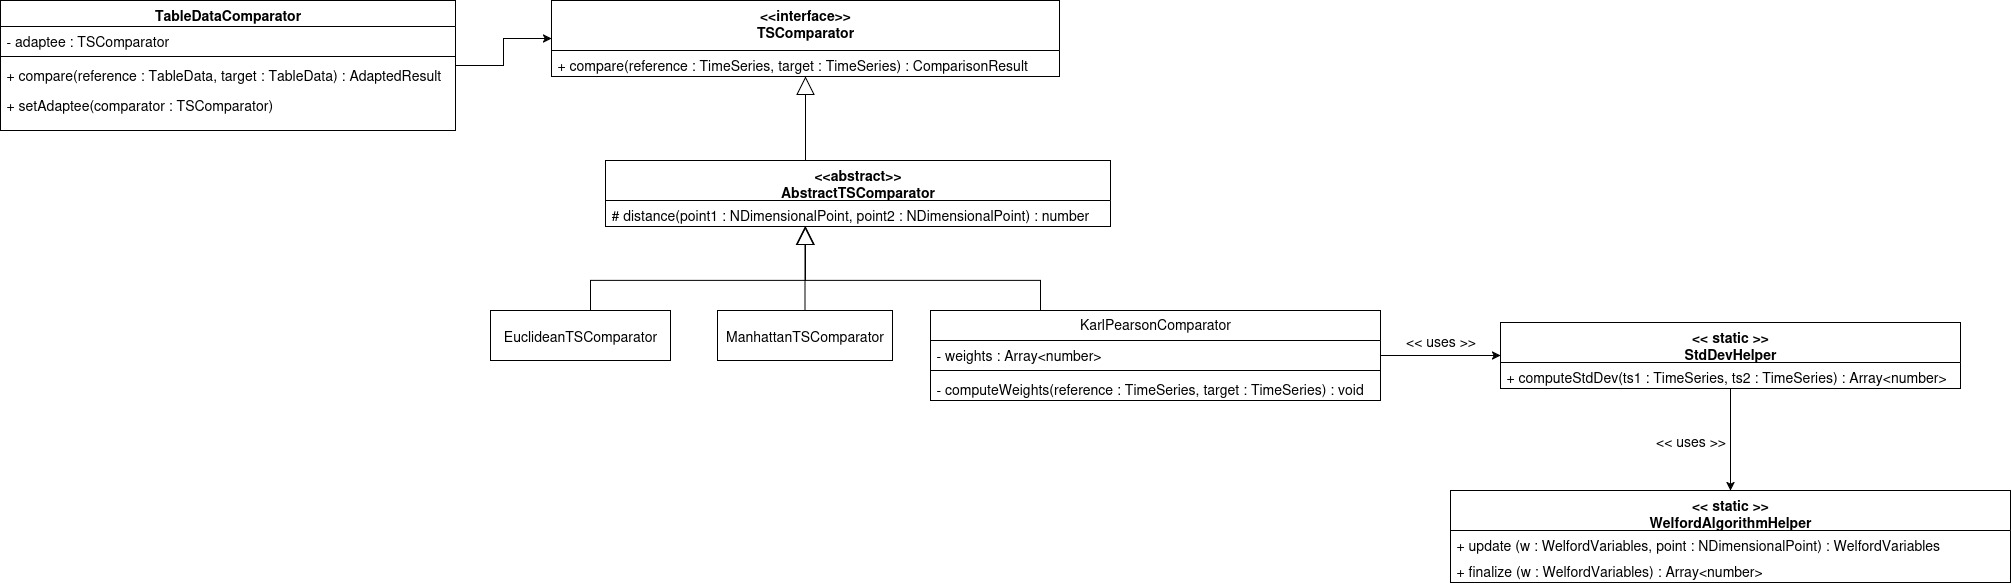 TableDataComparator
- adaptee : TSComparator
+ compare(reference : TableData, target : TableData) : AdaptedResult
+ setAdaptee(comparator : TSComparator)
<<interface>>
TSComparator
+ compare(reference : TimeSeries, target : TimeSeries) : ComparisonResult
<<abstract>>
AbstractTSComparator
# distance(point1 : NDimensionalPoint, point2 : NDimensionalPoint) : number
EuclideanTSComparator
ManhattanTSComparator
KarlPearsonComparator
- weights : Array<number>
- computeWeights(reference : TimeSeries, target : TimeSeries) : void
<< uses >>
<< static >>
StdDevHelper
+ computeStdDev(ts1 : TimeSeries, ts2 : TimeSeries) : Array<number>
<< uses >>
<< static >>
WelfordAlgorithmHelper
+ update (w : WelfordVariables, point : NDimensionalPoint) : WelfordVariables
+ finalize (w : WelfordVariables) : Array<number>